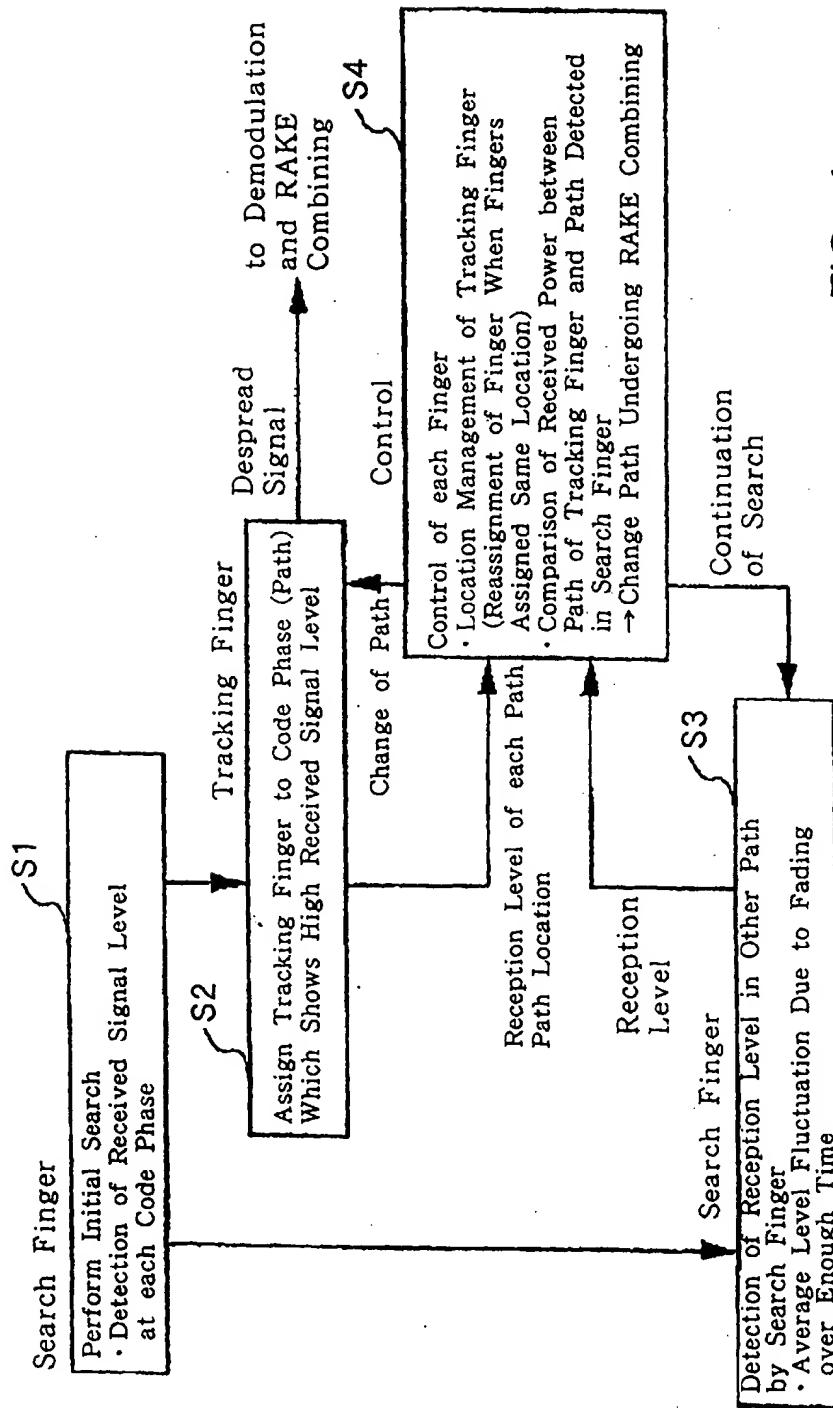 Search Finger
S1
Perform Initial Search
・Detection of Received Signal Level
at each Code Phase
S2
Tracking Finger
Assign Tracking Finger to Code Phase (Path)
Which Shows High Received Signal Level
Despread
Signal
to Demodulation
and RAKE
Combining
Change of Path
Control
S4
Control of each Finger
・Location Management of Tracking Finger
(Reassignment of Finger When Fingers
Assigned Same Location)
・Comparison of Received Power between
Path of Tracking Finger and Path Detected
in Search Finger
→Change Path Undergoing RAKE Combining
Reception Level of each Path
Path Location
Reception
Level
Continuation
of Search
Search Finger
S3
Detection of Reception Level in Other Path
by Search Finger
・Average Level Fluctuation Due to Fading
over Enough Time